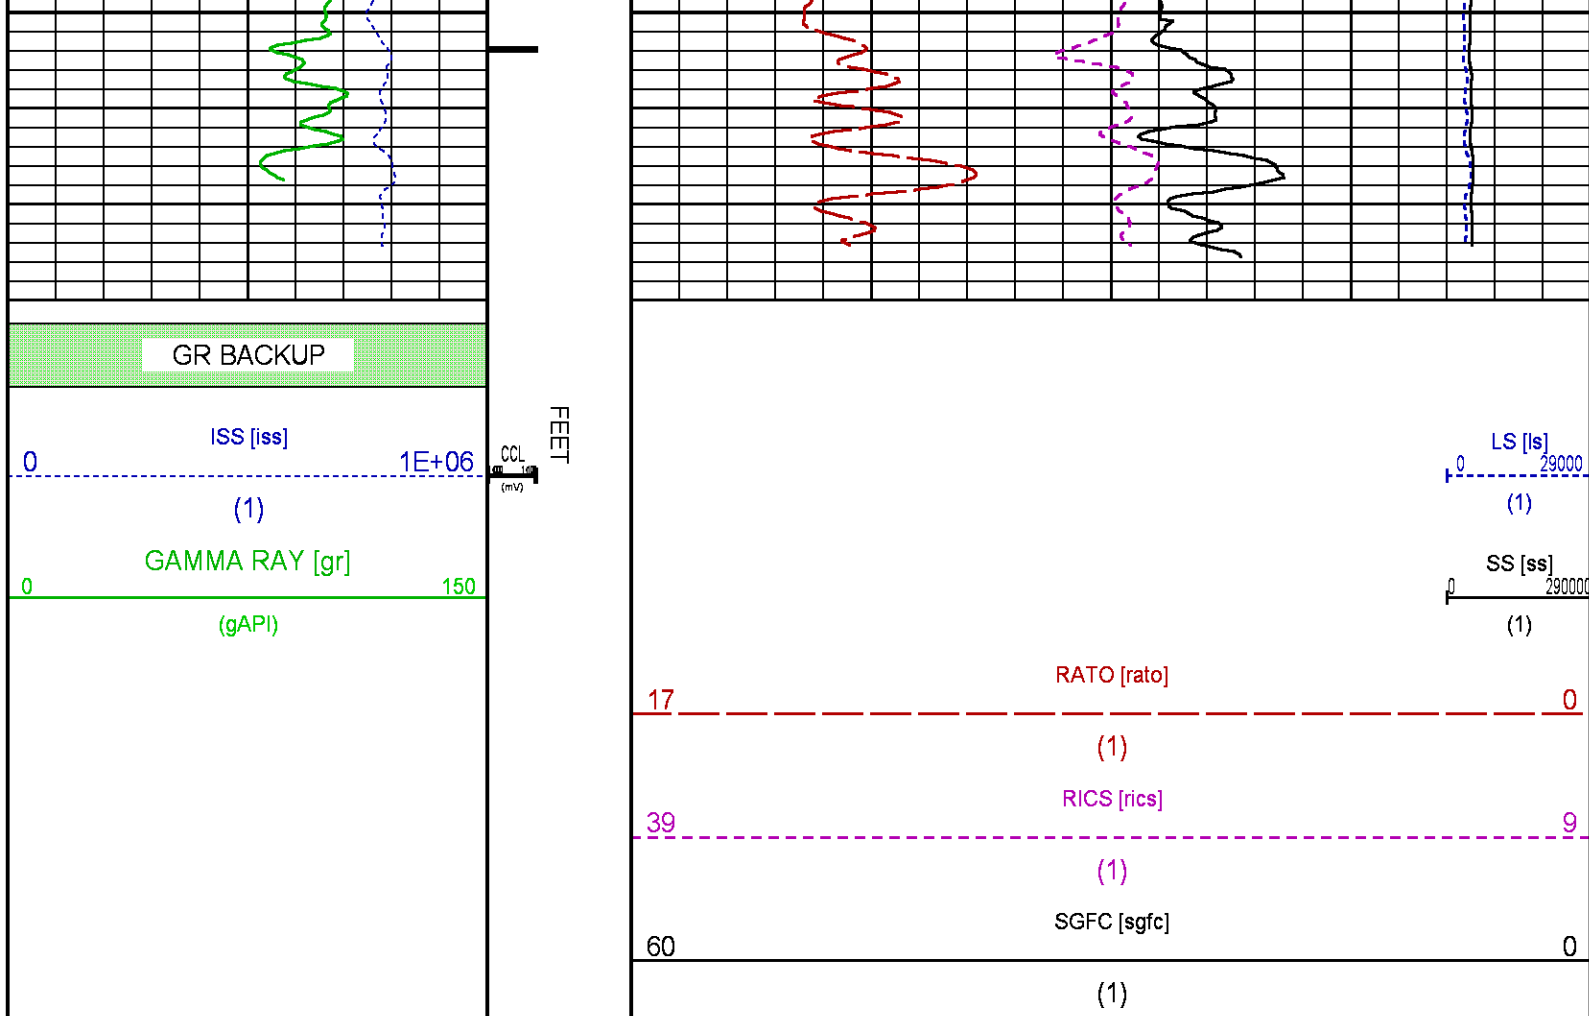 GR BACKUP
FEET
ISS [iss]
0 1E+06
(1)
CCL
(mV)
LS [ls]
0 29000
(1)
GAMMA RAY [gr]
0 150
(gAPI)
SS [ss]
0 290000
(1)
RATO [rato]
17 0
(1)
RICS [rics]
39 9
(1)
SGFC [sgfc]
60 0
(1)